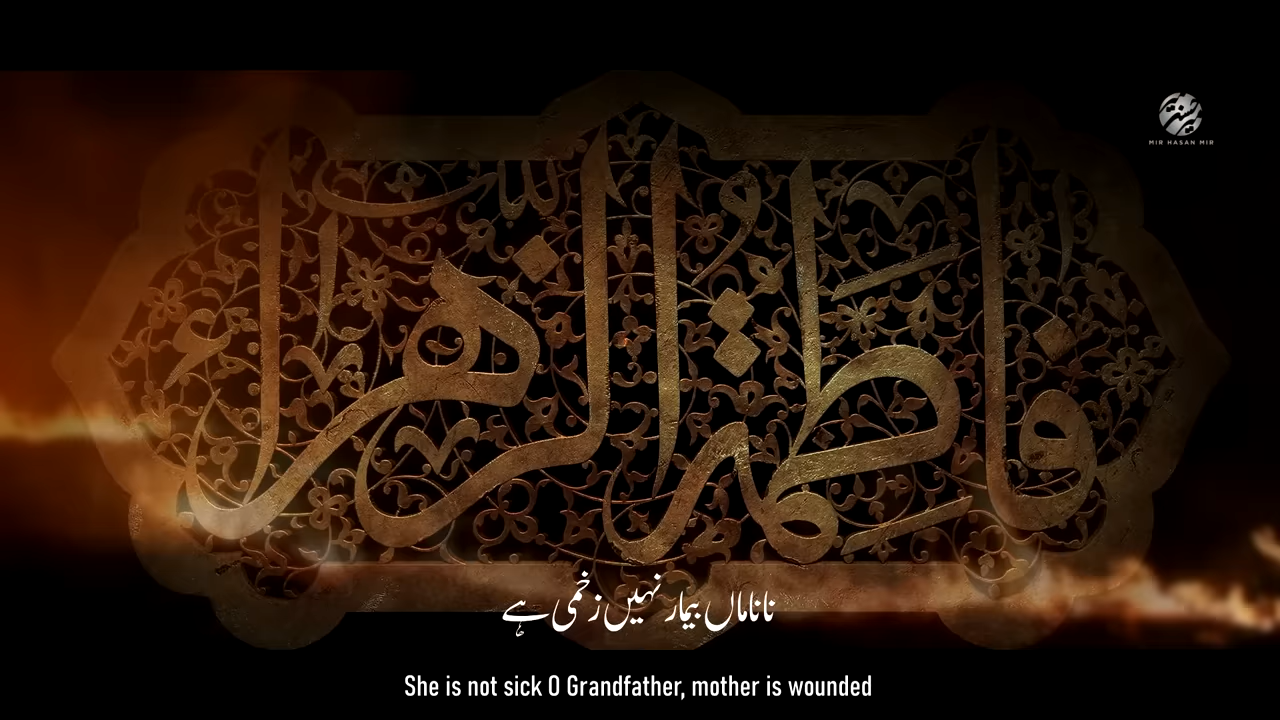 MIR HASAN MIR
فاطمة الزهراء
نانا ماں بیمار نہیں زخمی ہے
She is not sick O Grandfather, mother is wounded